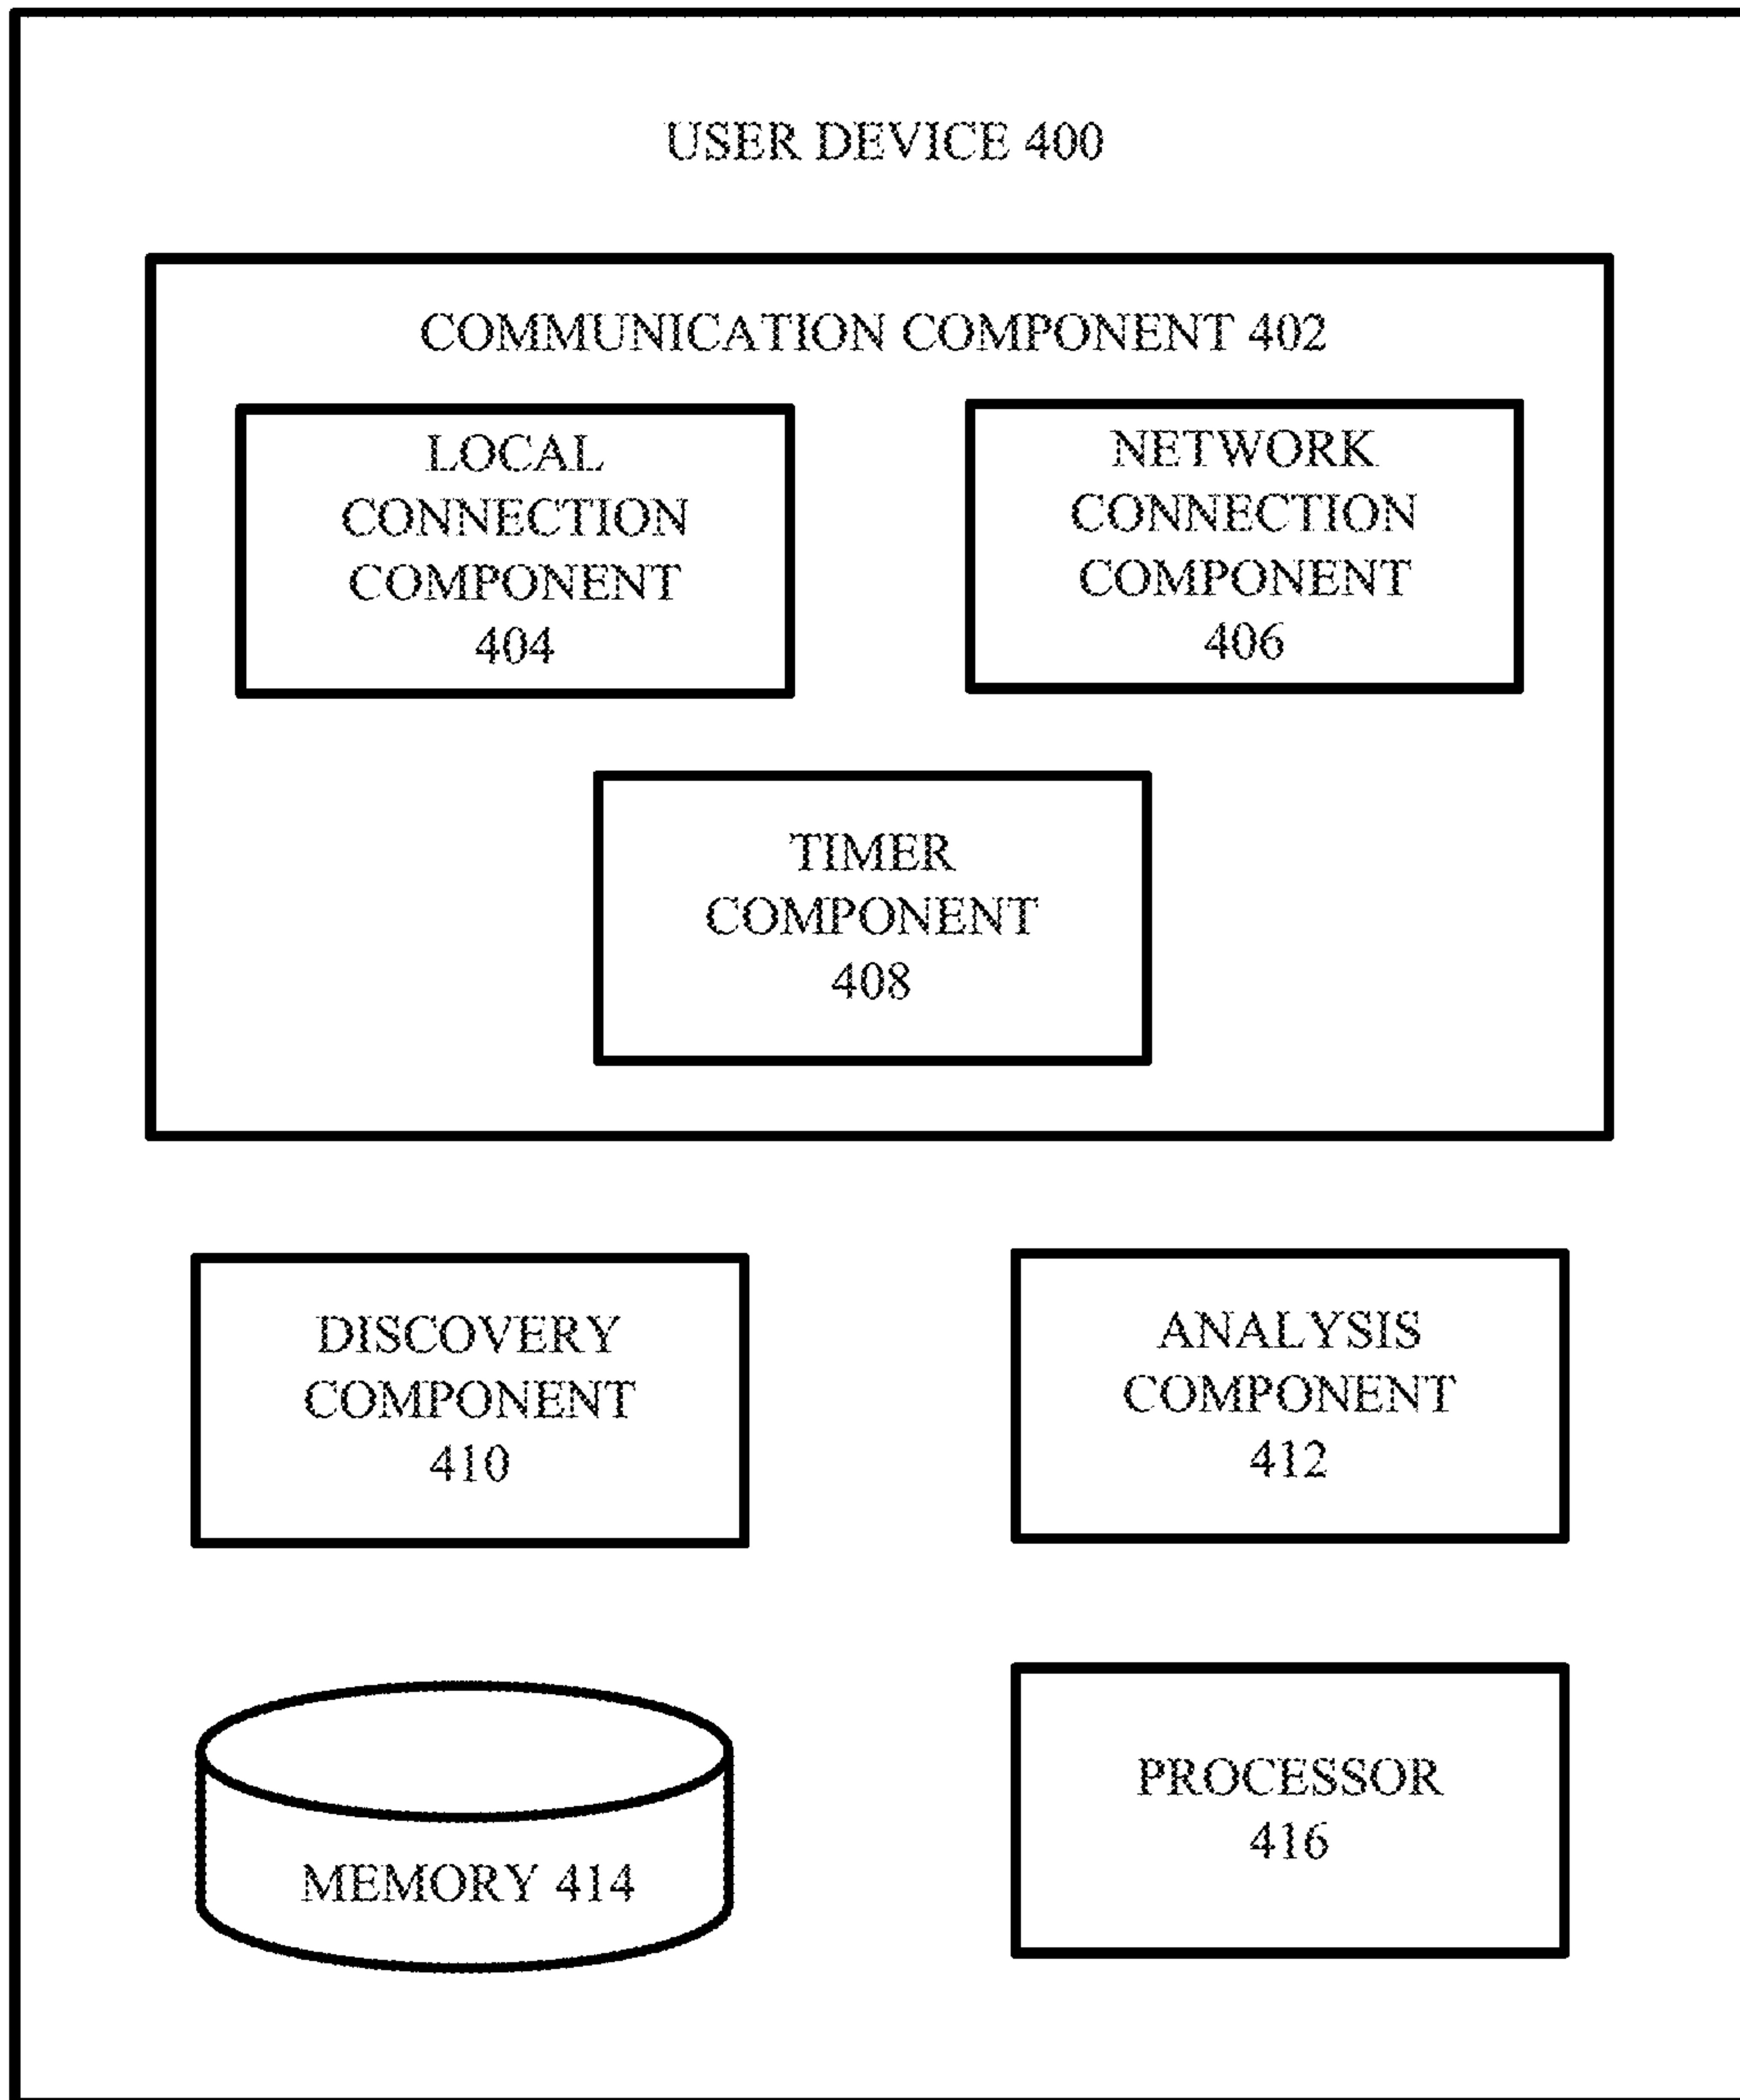 USER DEVICE 400
COMMUNICATION COMPONENT 402
LOCAL
CONNECTION
COMPONENT
404
NETWORK
CONNECTION
COMPONENT
406
TIMER
COMPONENT
408
DISCOVERY
COMPONENT
410
ANALYSIS
COMPONENT
412
MEMORY 414
PROCESSOR
416